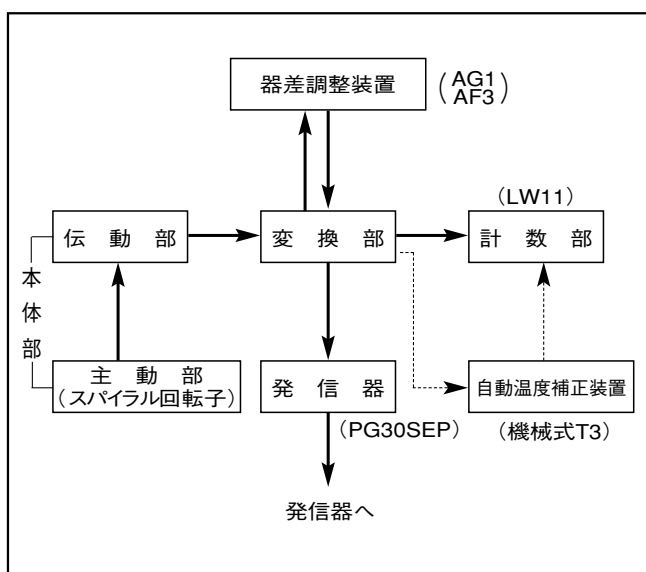 器差調整装置
(AG1
AF3)
(LW11)
伝動部
変換部
計数部
本体部
主動部
(スパイラル回転子)
発信器
自動温度補正装置
(PG30SEP)
(機械式T3)
発信器へ